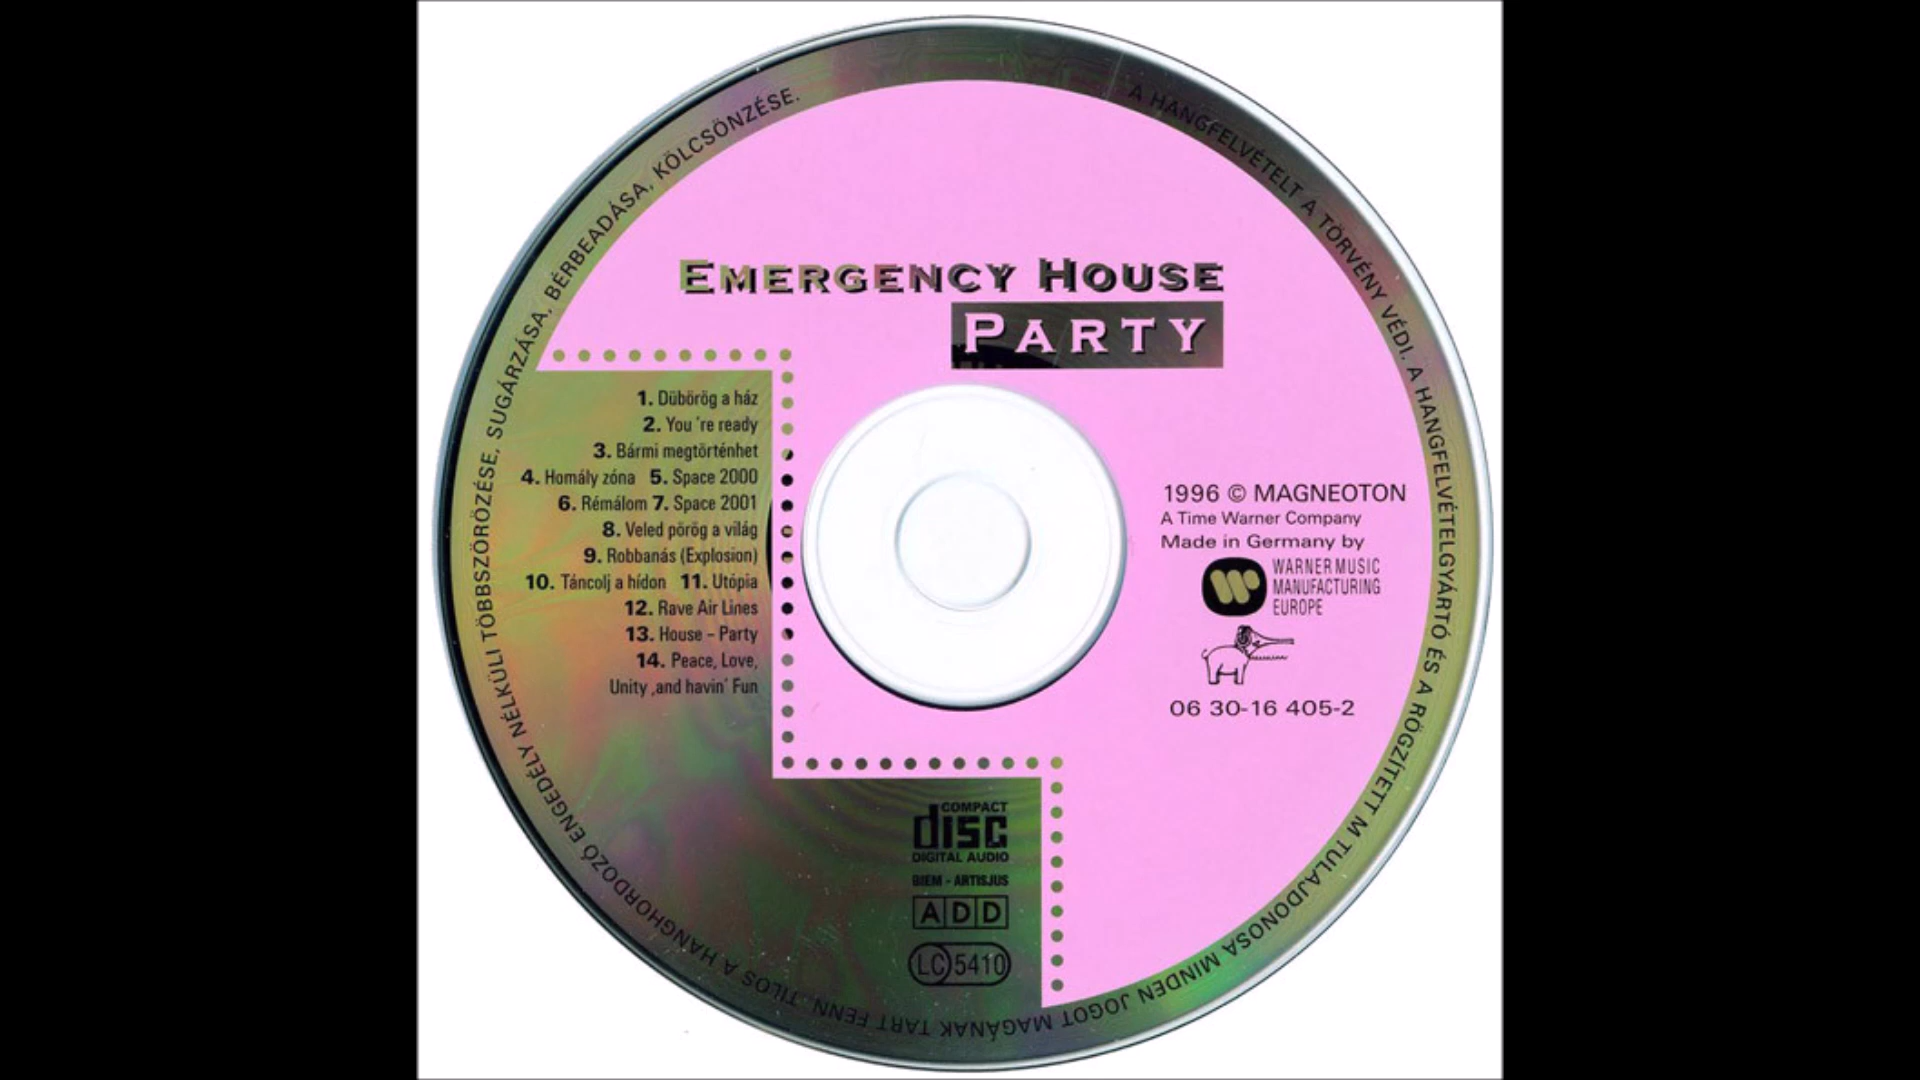 EMERGENCY HOUSE
PARTY
1. Dübörög a ház
2. You 're ready
3. Bármi megtörténhet
4. Homály zóna 5. Space 2000
6. Rémálom 7. Space 2001
8. Veled pörög a világ
9. Robbanás (Explosion)
10. Táncolj a hídon 11. Utópia
12. Rave Air Lines
13. House - Party
14. Peace, Love,
Unity ,and havin' Fun
1996 © MAGNEOTON
A Time Warner Company
Made in Germany by
WARNER MUSIC
MANUFACTURING
EUROPE
06 30-16 405-2
COMPACT
disc
DIGITAL AUDIO
BIEM - ARTISJUS
ADD
LC 5410
A HANGFELVÉTELT A TÖRVÉNY VÉDI. A HANGFELVÉTELGYÁRTÓ ÉS A RÖGZÍTETT M TULAJDONOSA MINDEN JOGOT MAGÁNAK TART FENN. TILOS A HANGHORDOZÓ ENGEDÉLY NÉLKÜLI TÖBBSZÖRÖZÉSE, SUGÁRZÁSA, BÉRBEADÁSA, KÖLCSÖNZÉSE.